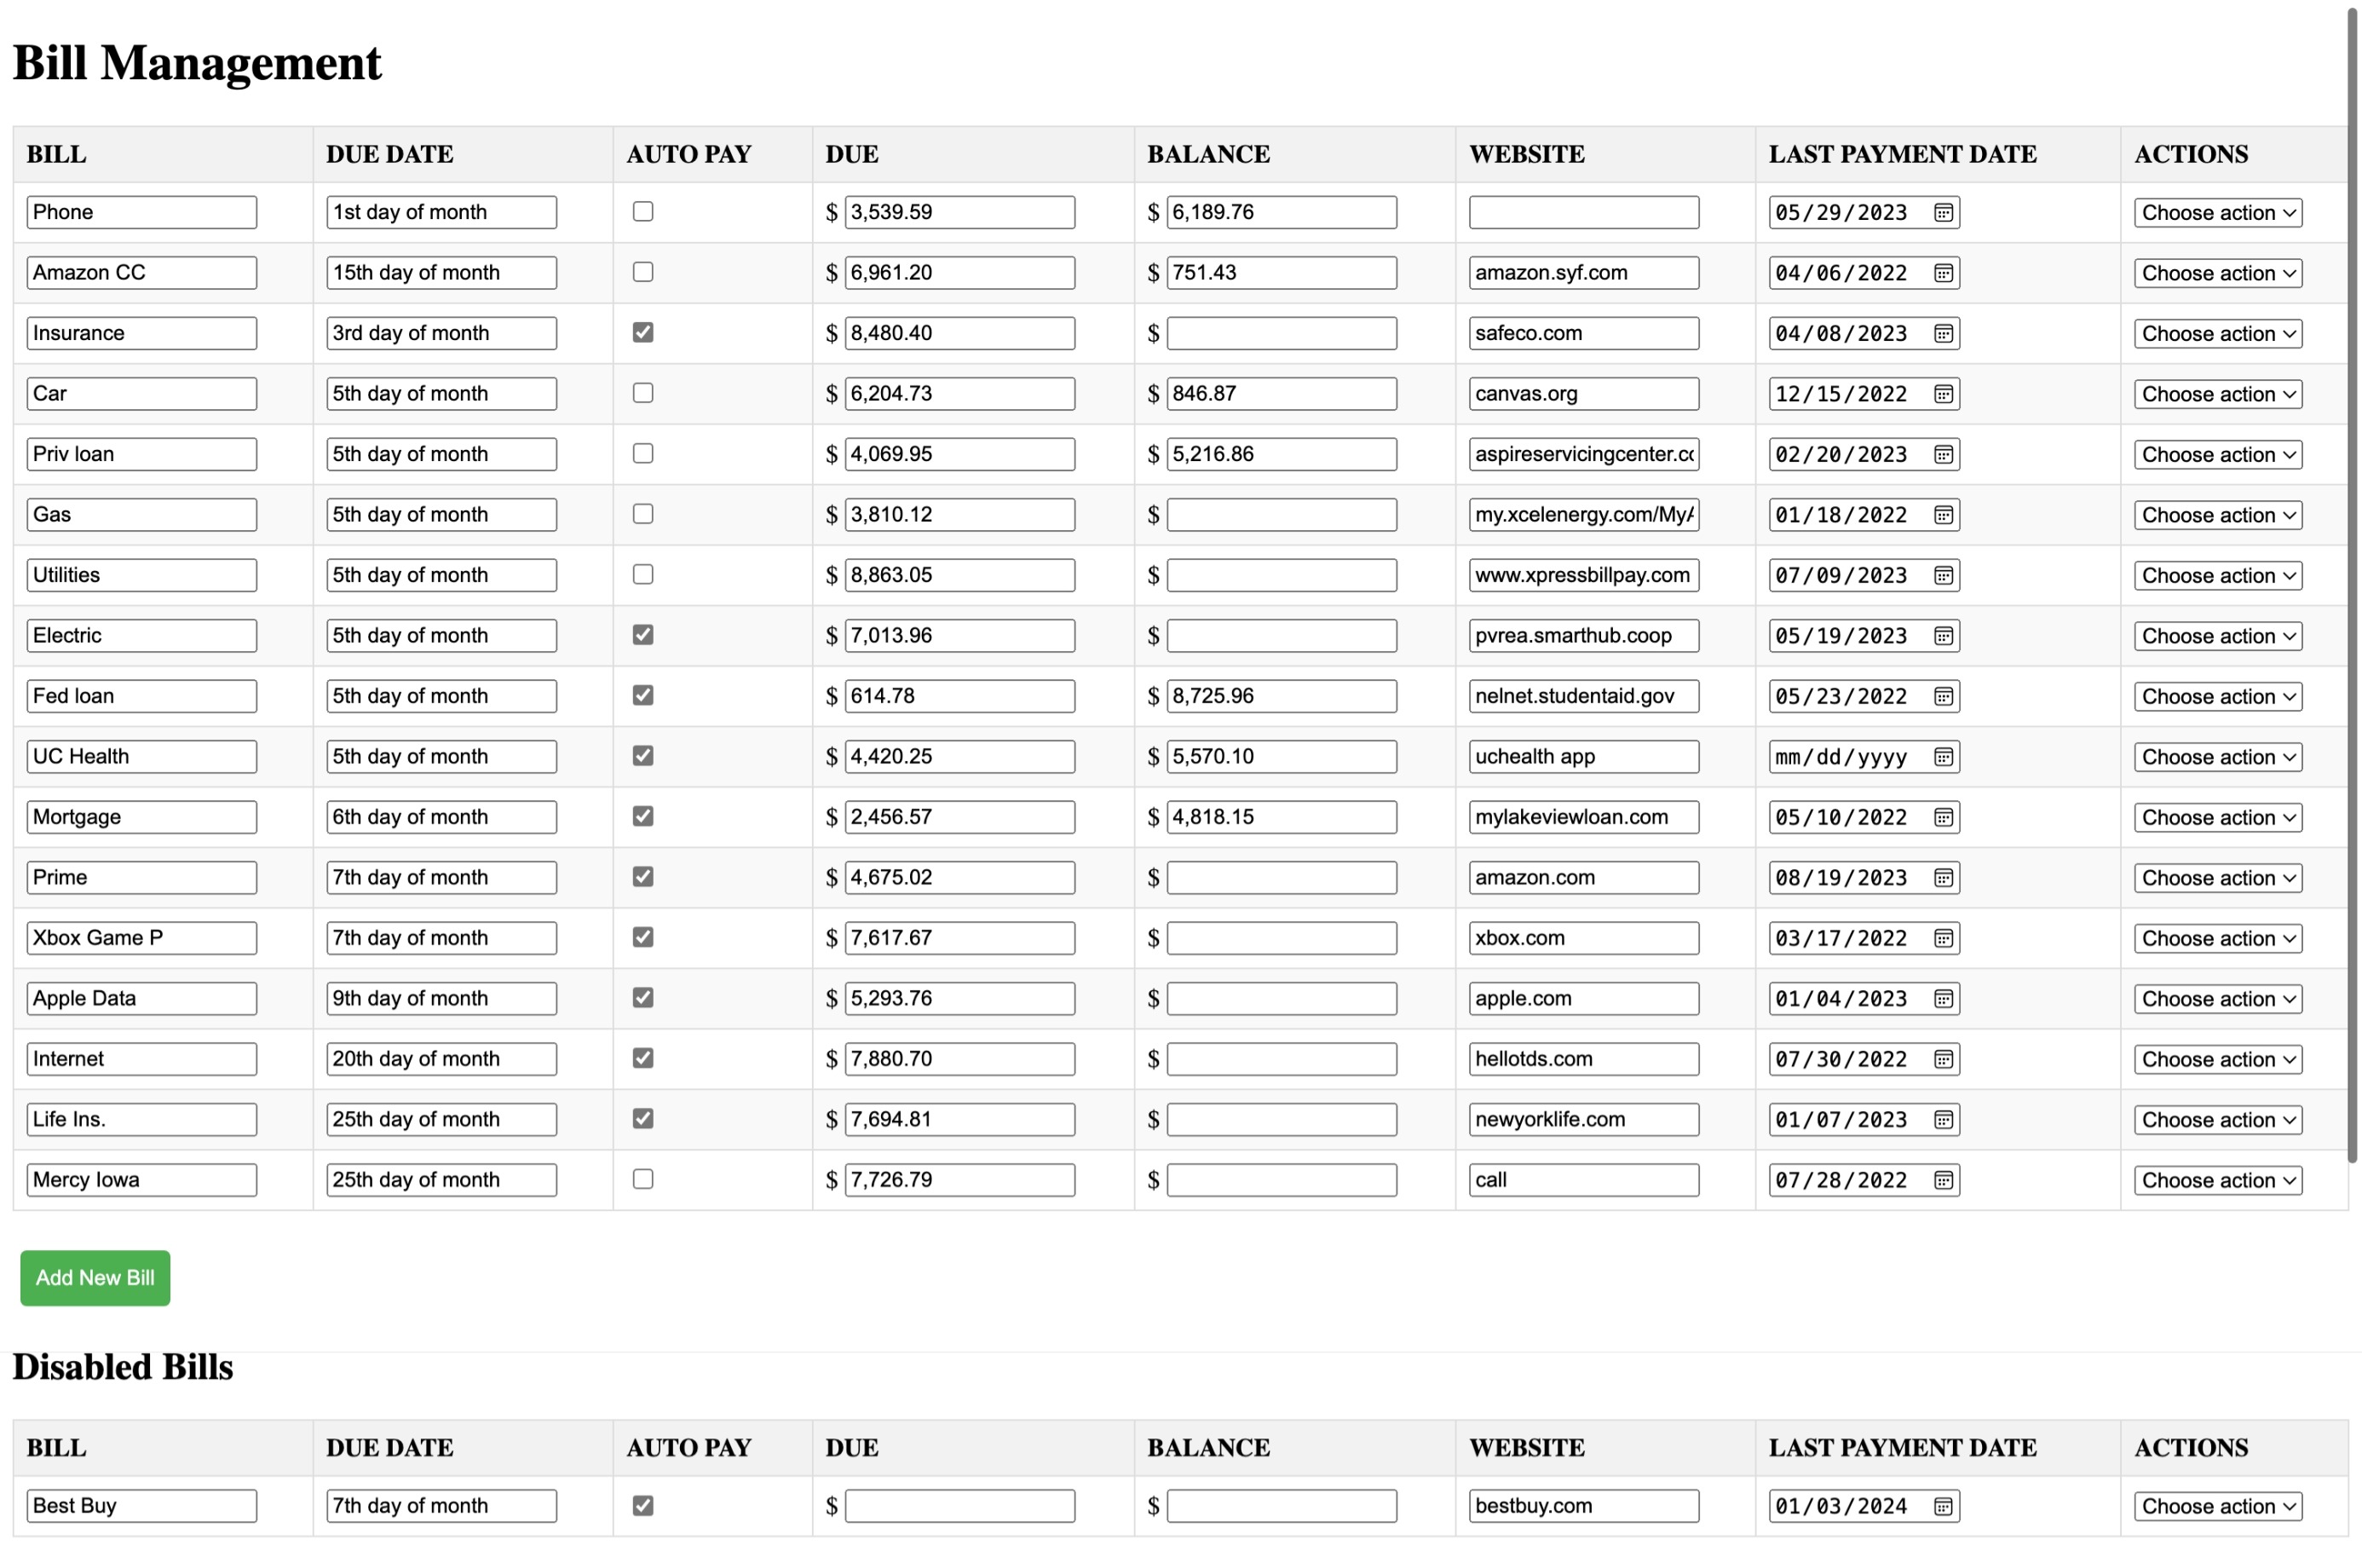 Bill Management
BILL DUE DATE AUTO PAY DUE BALANCE WEBSITE LAST PAYMENT DATE ACTIONS
Phone 1st day of month $ 3,539.59 $ 6,189.76 05/29/2023 Choose action
Amazon CC 15th day of month $ 6,961.20 $ 751.43 amazon.syf.com 04/06/2022 Choose action
Insurance 3rd day of month $ 8,480.40 $ safeco.com 04/08/2023 Choose action
Car 5th day of month $ 6,204.73 $ 846.87 canvas.org 12/15/2022 Choose action
Priv loan 5th day of month $ 4,069.95 $ 5,216.86 aspireservicingcenter.co 02/20/2023 Choose action
Gas 5th day of month $ 3,810.12 $ my.xcelenergy.com/MyA 01/18/2022 Choose action
Utilities 5th day of month $ 8,863.05 $ www.xpressbillpay.com 07/09/2023 Choose action
Electric 5th day of month $ 7,013.96 $ pvrea.smarthub.coop 05/19/2023 Choose action
Fed loan 5th day of month $ 614.78 $ 8,725.96 nelnet.studentaid.gov 05/23/2022 Choose action
UC Health 5th day of month $ 4,420.25 $ 5,570.10 uchealth app mm/dd/yyyy Choose action
Mortgage 6th day of month $ 2,456.57 $ 4,818.15 mylakeviewloan.com 05/10/2022 Choose action
Prime 7th day of month $ 4,675.02 $ amazon.com 08/19/2023 Choose action
Xbox Game P 7th day of month $ 7,617.67 $ xbox.com 03/17/2022 Choose action
Apple Data 9th day of month $ 5,293.76 $ apple.com 01/04/2023 Choose action
Internet 20th day of month $ 7,880.70 $ hellotds.com 07/30/2022 Choose action
Life Ins. 25th day of month $ 7,694.81 $ newyorklife.com 01/07/2023 Choose action
Mercy Iowa 25th day of month $ 7,726.79 $ call 07/28/2022 Choose action
Add New Bill
Disabled Bills
BILL DUE DATE AUTO PAY DUE BALANCE WEBSITE LAST PAYMENT DATE ACTIONS
Best Buy 7th day of month $ $ bestbuy.com 01/03/2024 Choose action